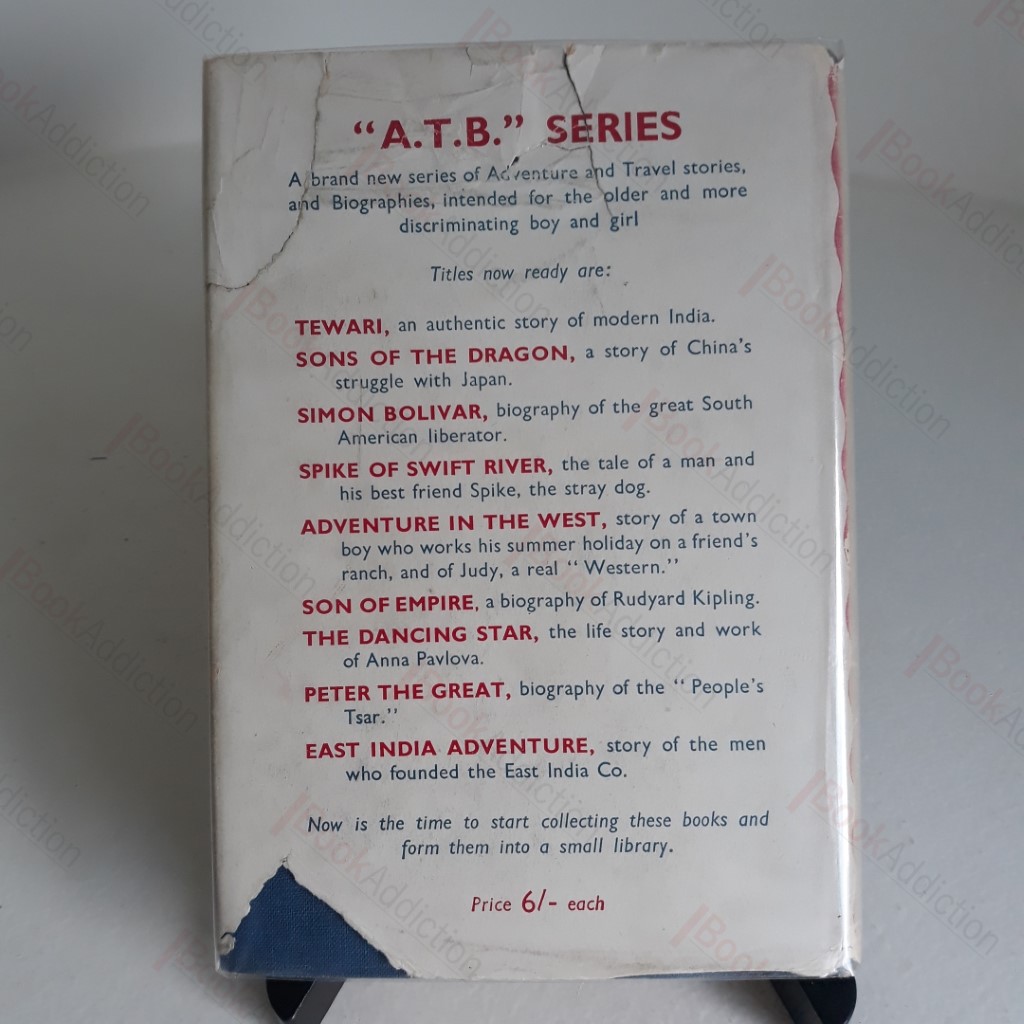 “A.T.B.” SERIES
A brand new series of Adventure and Travel stories,
and Biographies, intended for the older and more
discriminating boy and girl
Titles now ready are:
TEWARI, an authentic story of modern India.
SONS OF THE DRAGON, a story of China's
struggle with Japan.
SIMON BOLIVAR, biography of the great South
American liberator.
SPIKE OF SWIFT RIVER, the tale of a man and
his best friend Spike, the stray dog.
ADVENTURE IN THE WEST, story of a town
boy who works his summer holiday on a friend's
ranch, and of Judy, a real “ Western.”
SON OF EMPIRE, a biography of Rudyard Kipling.
THE DANCING STAR, the life story and work
of Anna Pavlova.
PETER THE GREAT, biography of the “ People's
Tsar.”
EAST INDIA ADVENTURE, story of the men
who founded the East India Co.
Now is the time to start collecting these books and
form them into a small library.
Price 6/- each
BookAddiction